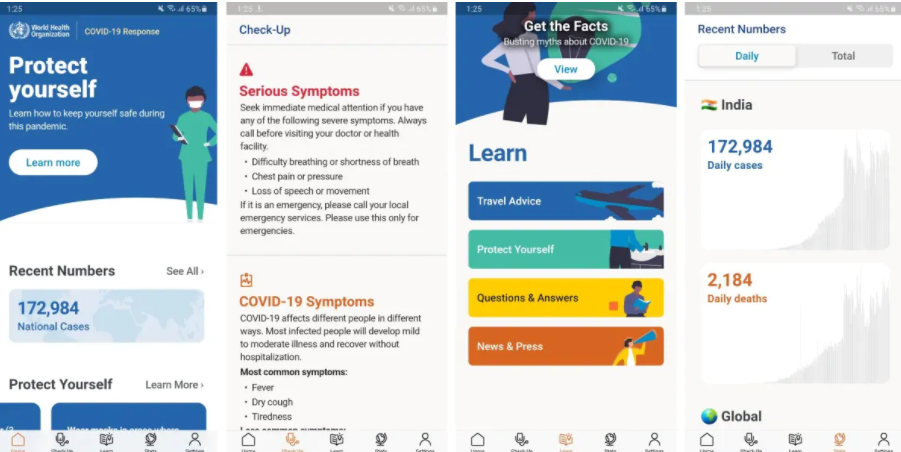 1:25
65%
World Health
Organization
COVID-19 Response
Protect
yourself
Learn how to keep yourself safe during
this pandemic.
Learn more
Recent Numbers
See All ›
172,984
National Cases
Protect Yourself
Learn More ›
Home
Check-Up
Learn
Stats
Settings
1:25
65%
Check-Up
Serious Symptoms
Seek immediate medical attention if you have
any of the following severe symptoms. Always
call before visiting your doctor or health
facility.
• Difficulty breathing or shortness of breath
• Chest pain or pressure
• Loss of speech or movement
If it is an emergency, please call your local
emergency services. Please use this only for
emergencies.
COVID-19 Symptoms
COVID-19 affects different people in different
ways. Most infected people will develop mild
to moderate illness and recover without
hospitalization.
Most common symptoms:
• Fever
• Dry cough
• Tiredness
Home
Check-Up
Learn
Stats
Settings
1:25
65%
Get the Facts
Busting myths about COVID-19
View
Learn
Travel Advice
Protect Yourself
Questions & Answers
News & Press
Home
Check-Up
Learn
Stats
Settings
1:25
65%
Recent Numbers
Daily
Total
India
172,984
Daily cases
2,184
Daily deaths
Global
Home
Check-Up
Learn
Stats
Settings